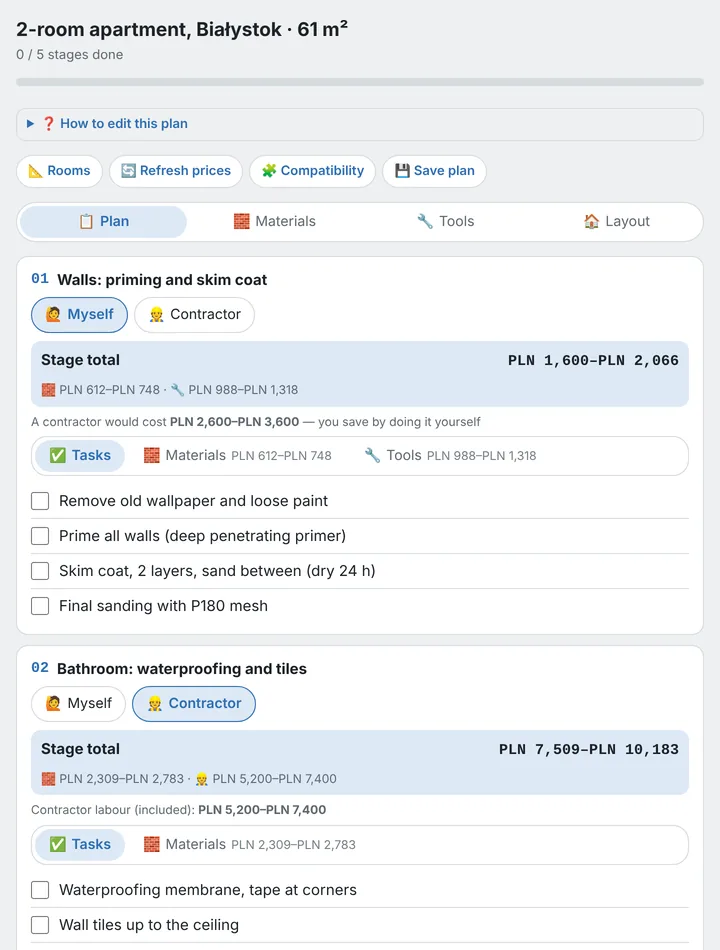 2-room apartment, Białystok · 61 m²
0 / 5 stages done
▶ ❓ How to edit this plan
📐 Rooms 🔄 Refresh prices 🧩 Compatibility 💾 Save plan
📋 Plan 🧱 Materials 🔧 Tools 🏠 Layout
01 Walls: priming and skim coat
🙋 Myself 👷 Contractor
Stage total PLN 1,600–PLN 2,066
🧱 PLN 612–PLN 748 · 🔧 PLN 988–PLN 1,318
A contractor would cost PLN 2,600–PLN 3,600 — you save by doing it yourself
✅ Tasks 🧱 Materials PLN 612–PLN 748 🔧 Tools PLN 988–PLN 1,318
Remove old wallpaper and loose paint
Prime all walls (deep penetrating primer)
Skim coat, 2 layers, sand between (dry 24 h)
Final sanding with P180 mesh
02 Bathroom: waterproofing and tiles
🙋 Myself 👷 Contractor
Stage total PLN 7,509–PLN 10,183
🧱 PLN 2,309–PLN 2,783 · 👷 PLN 5,200–PLN 7,400
Contractor labour (included): PLN 5,200–PLN 7,400
✅ Tasks 🧱 Materials PLN 2,309–PLN 2,783
Waterproofing membrane, tape at corners
Wall tiles up to the ceiling